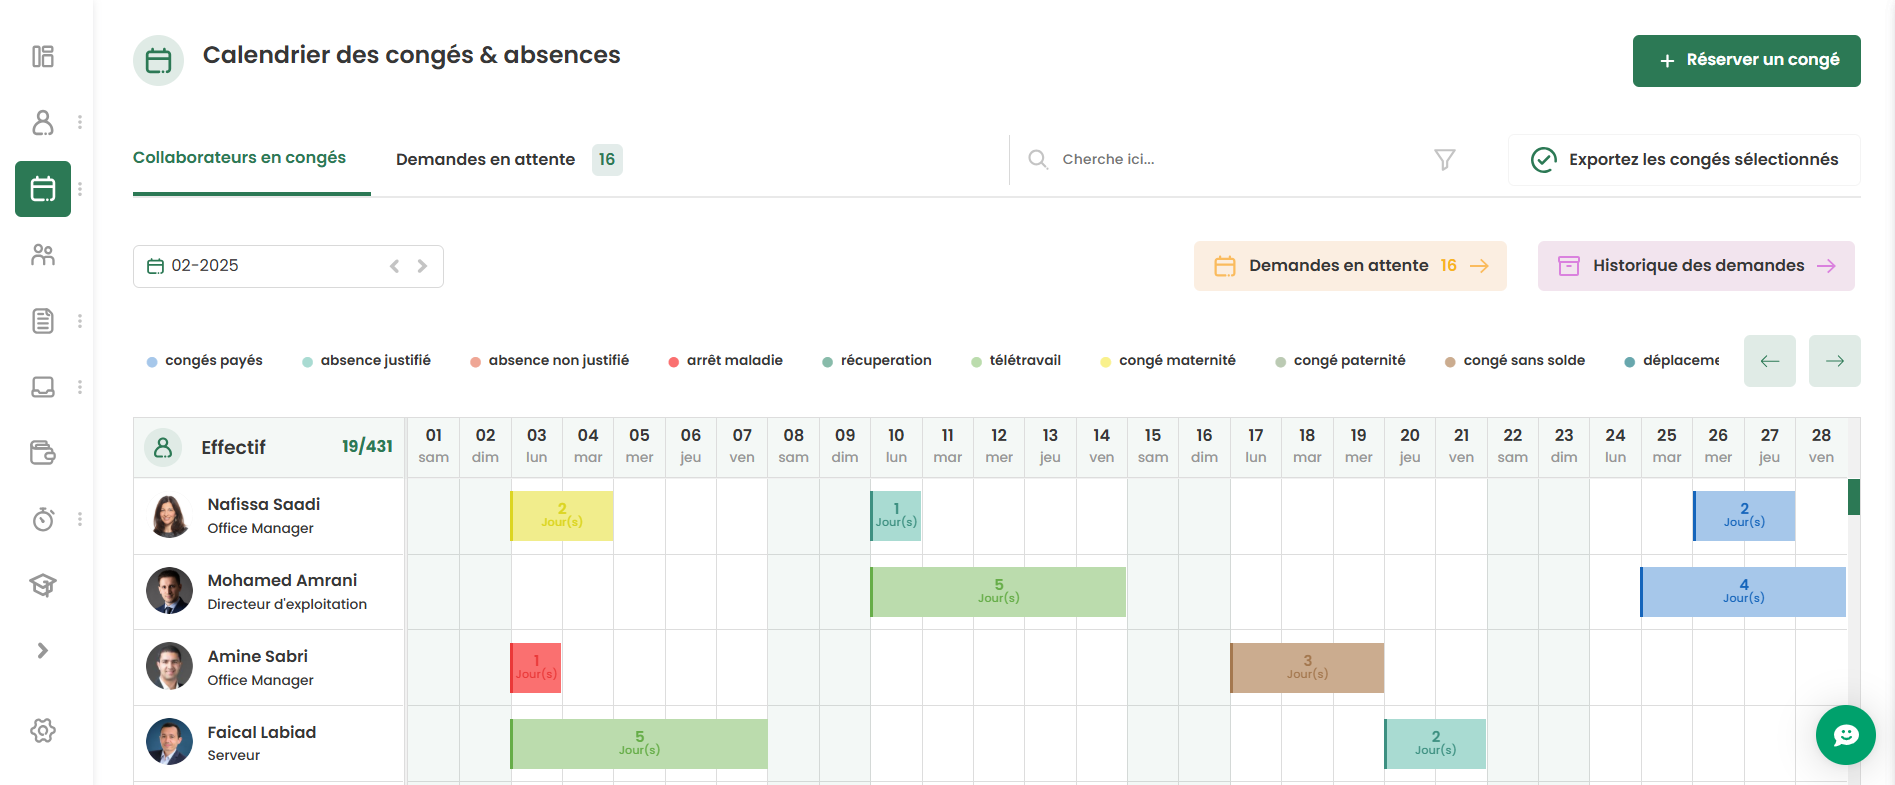 Calendrier des congés & absences
Réserver un congé
Collaborateurs en congés
Demandes en attente 16
Cherche ici...
Exportez les congés sélectionnés
02-2025
Demandes en attente 16
Historique des demandes
congés payés absence justifié absence non justifié arrêt maladie récuperation télétravail congé maternité congé paternité congé sans solde déplaceme
Effectif 19/431
01 02 03 04 05 06 07 08 09 10 11 12 13 14 15 16 17 18 19 20 21 22 23 24 25 26 27 28
sam dim lun mar mer jeu ven sam dim lun mar mer jeu ven sam dim lun mar mer jeu ven sam dim lun mar mer jeu ven
Nafissa Saadi
Office Manager
2
Jour(s)
1
Jour(s)
2
Jour(s)
Mohamed Amrani
Directeur d'exploitation
5
Jour(s)
4
Jour(s)
Amine Sabri
Office Manager
1
Jour(s)
3
Jour(s)
Faical Labiad
Serveur
5
Jour(s)
2
Jour(s)